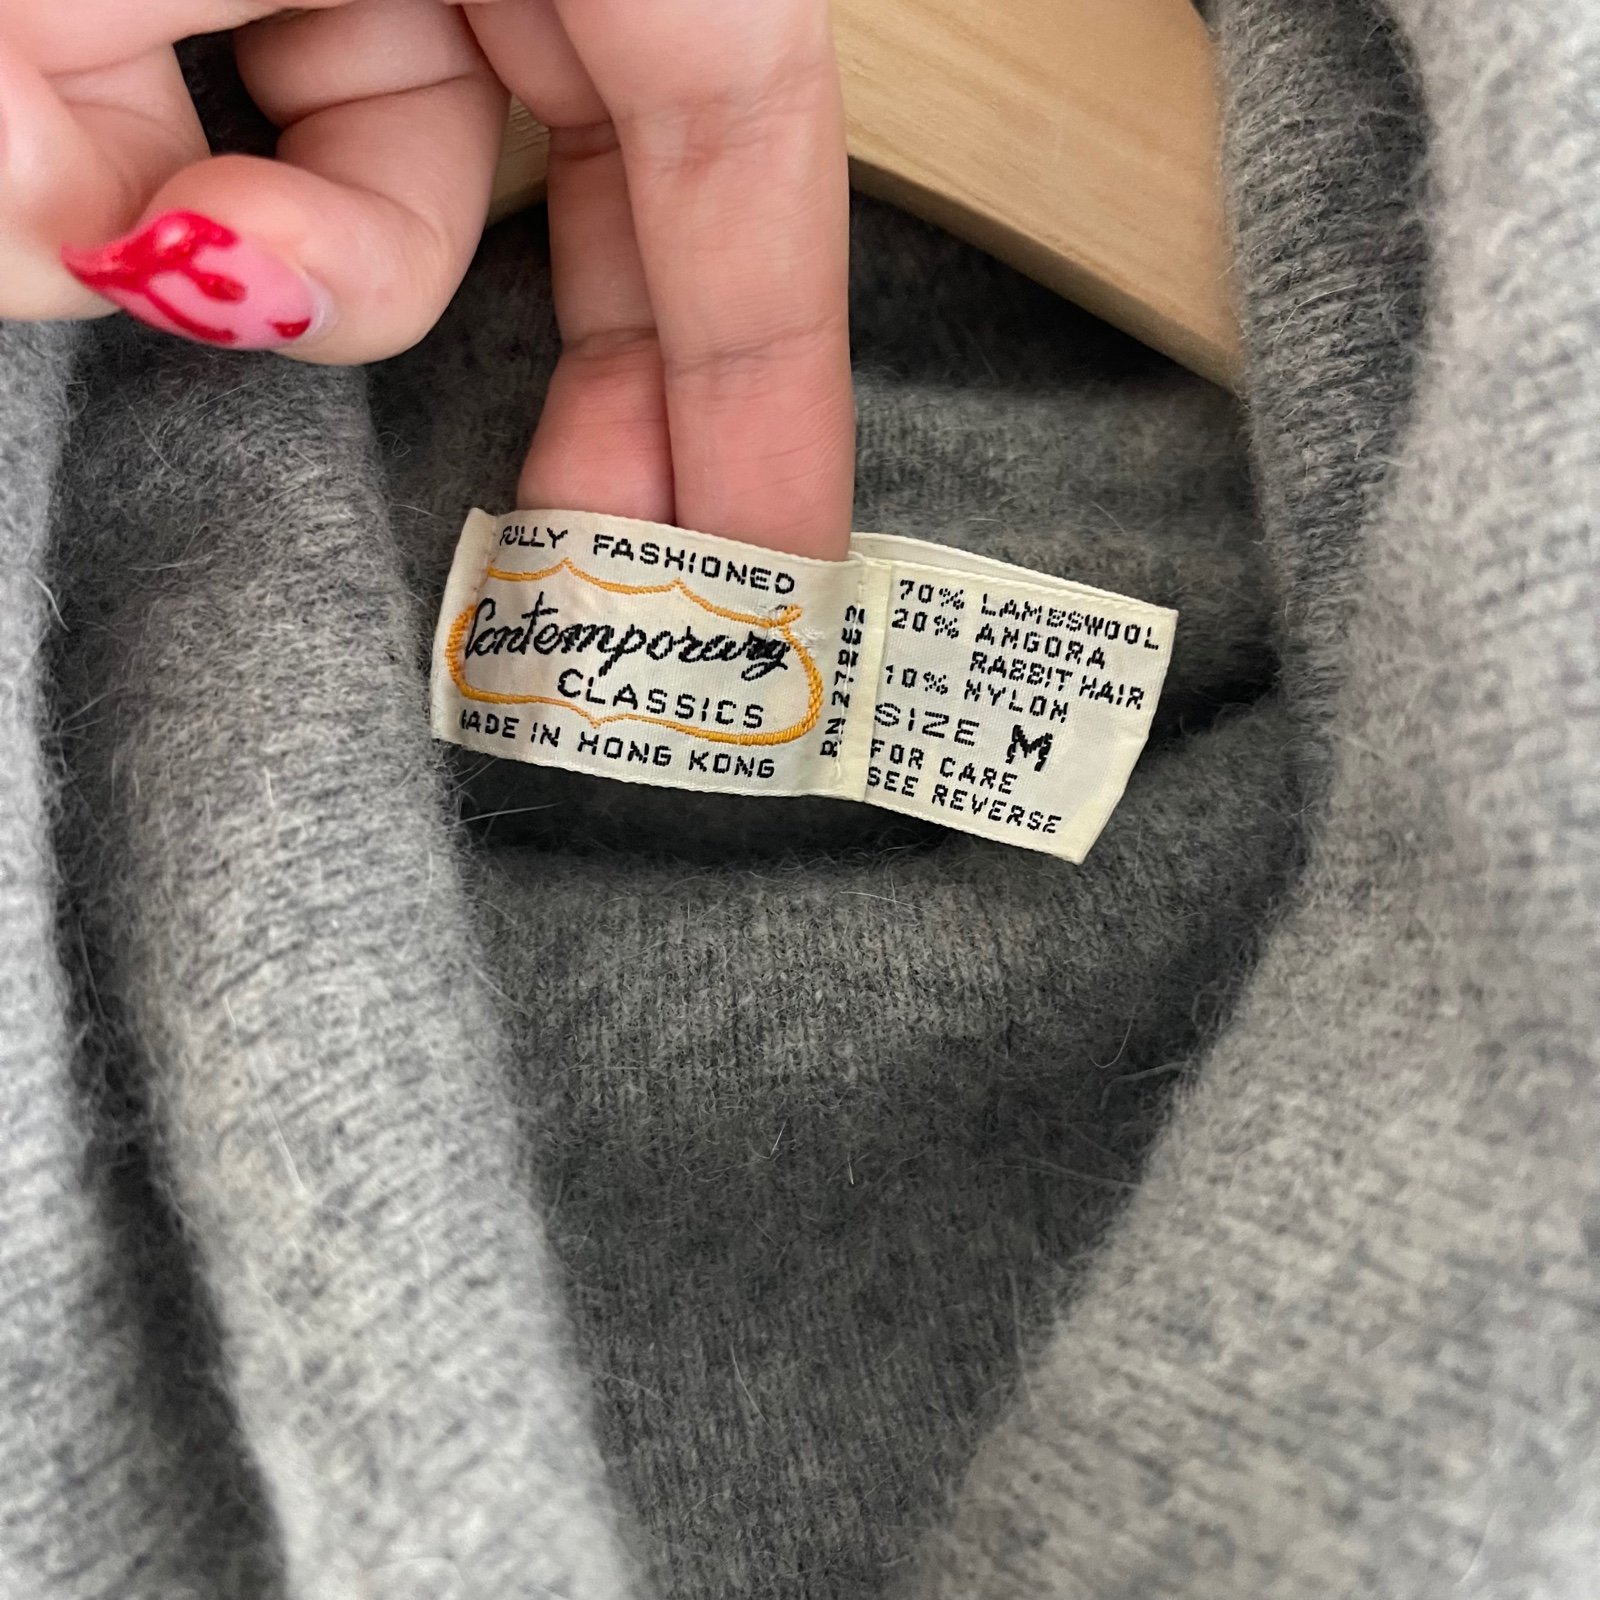 FULLY FASHIONED
Contemporary
CLASSICS
MADE IN HONG KONG
RN 27252
70% LAMBSWOOL
20% ANGORA
RABBIT HAIR
10% NYLON
SIZE M
FOR CARE
SEE REVERSE